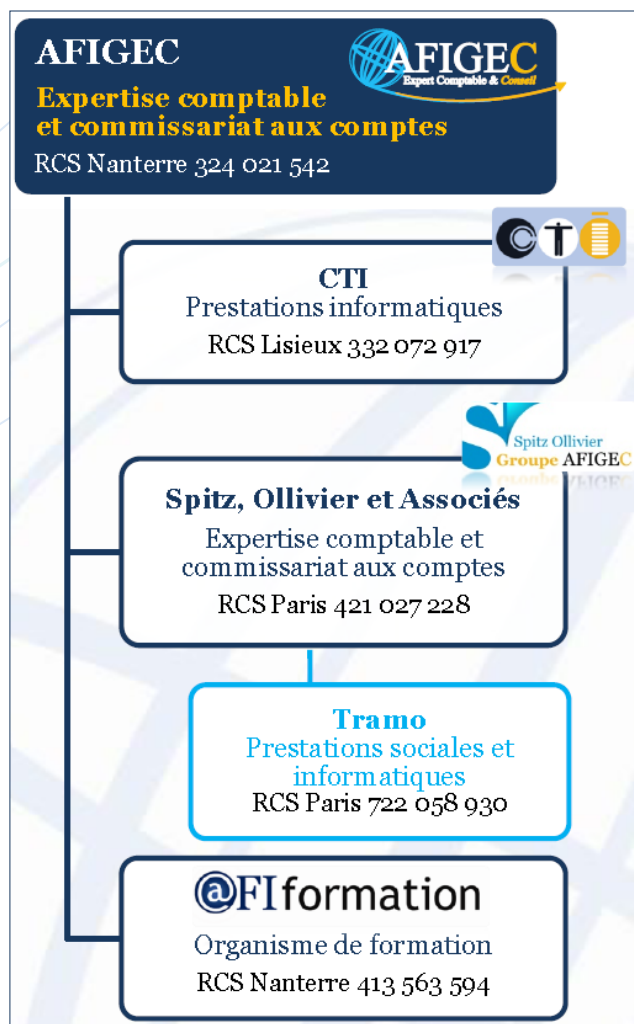 AFIGEC
AFIGEC
Expert Comptable & Conseil
Expertise comptable
et commissariat aux comptes
RCS Nanterre 324 021 542
CTI
CTI
Prestations informatiques
RCS Lisieux 332 072 917
Spitz Ollivier
Groupe AFIGEC
Spitz, Ollivier et Associés
Expertise comptable et
commissariat aux comptes
RCS Paris 421 027 228
Tramo
Prestations sociales et
informatiques
RCS Paris 722 058 930
@FIformation
Organisme de formation
RCS Nanterre 413 563 594